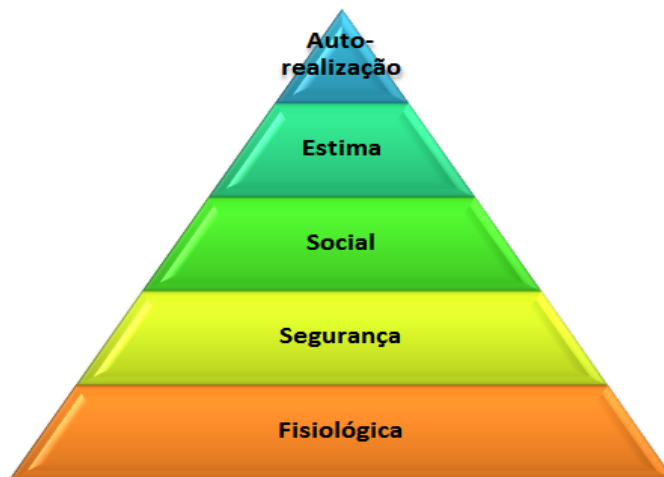 Auto-
realização
Estima
Social
Segurança
Fisiológica